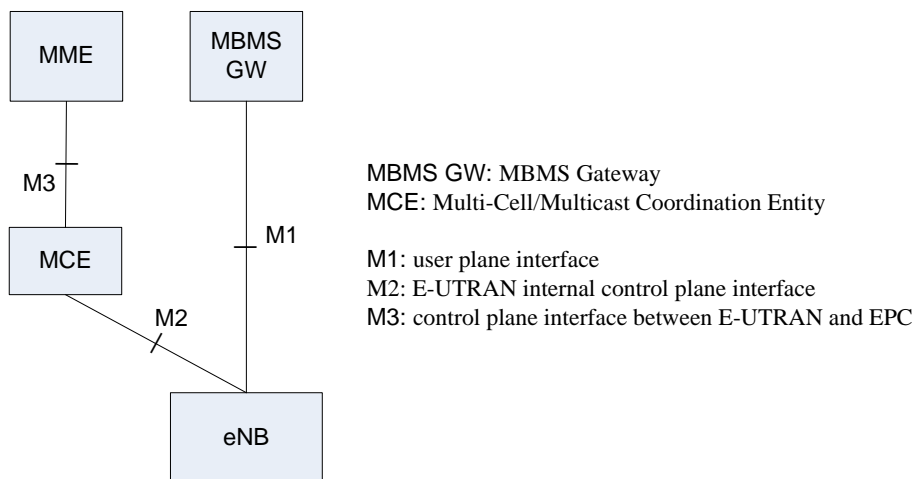 MME
MBMS
GW
M3
M1
MCE
M2
eNB
MBMS GW: MBMS Gateway
MCE: Multi-Cell/Multicast Coordination Entity
M1: user plane interface
M2: E-UTRAN internal control plane interface
M3: control plane interface between E-UTRAN and EPC